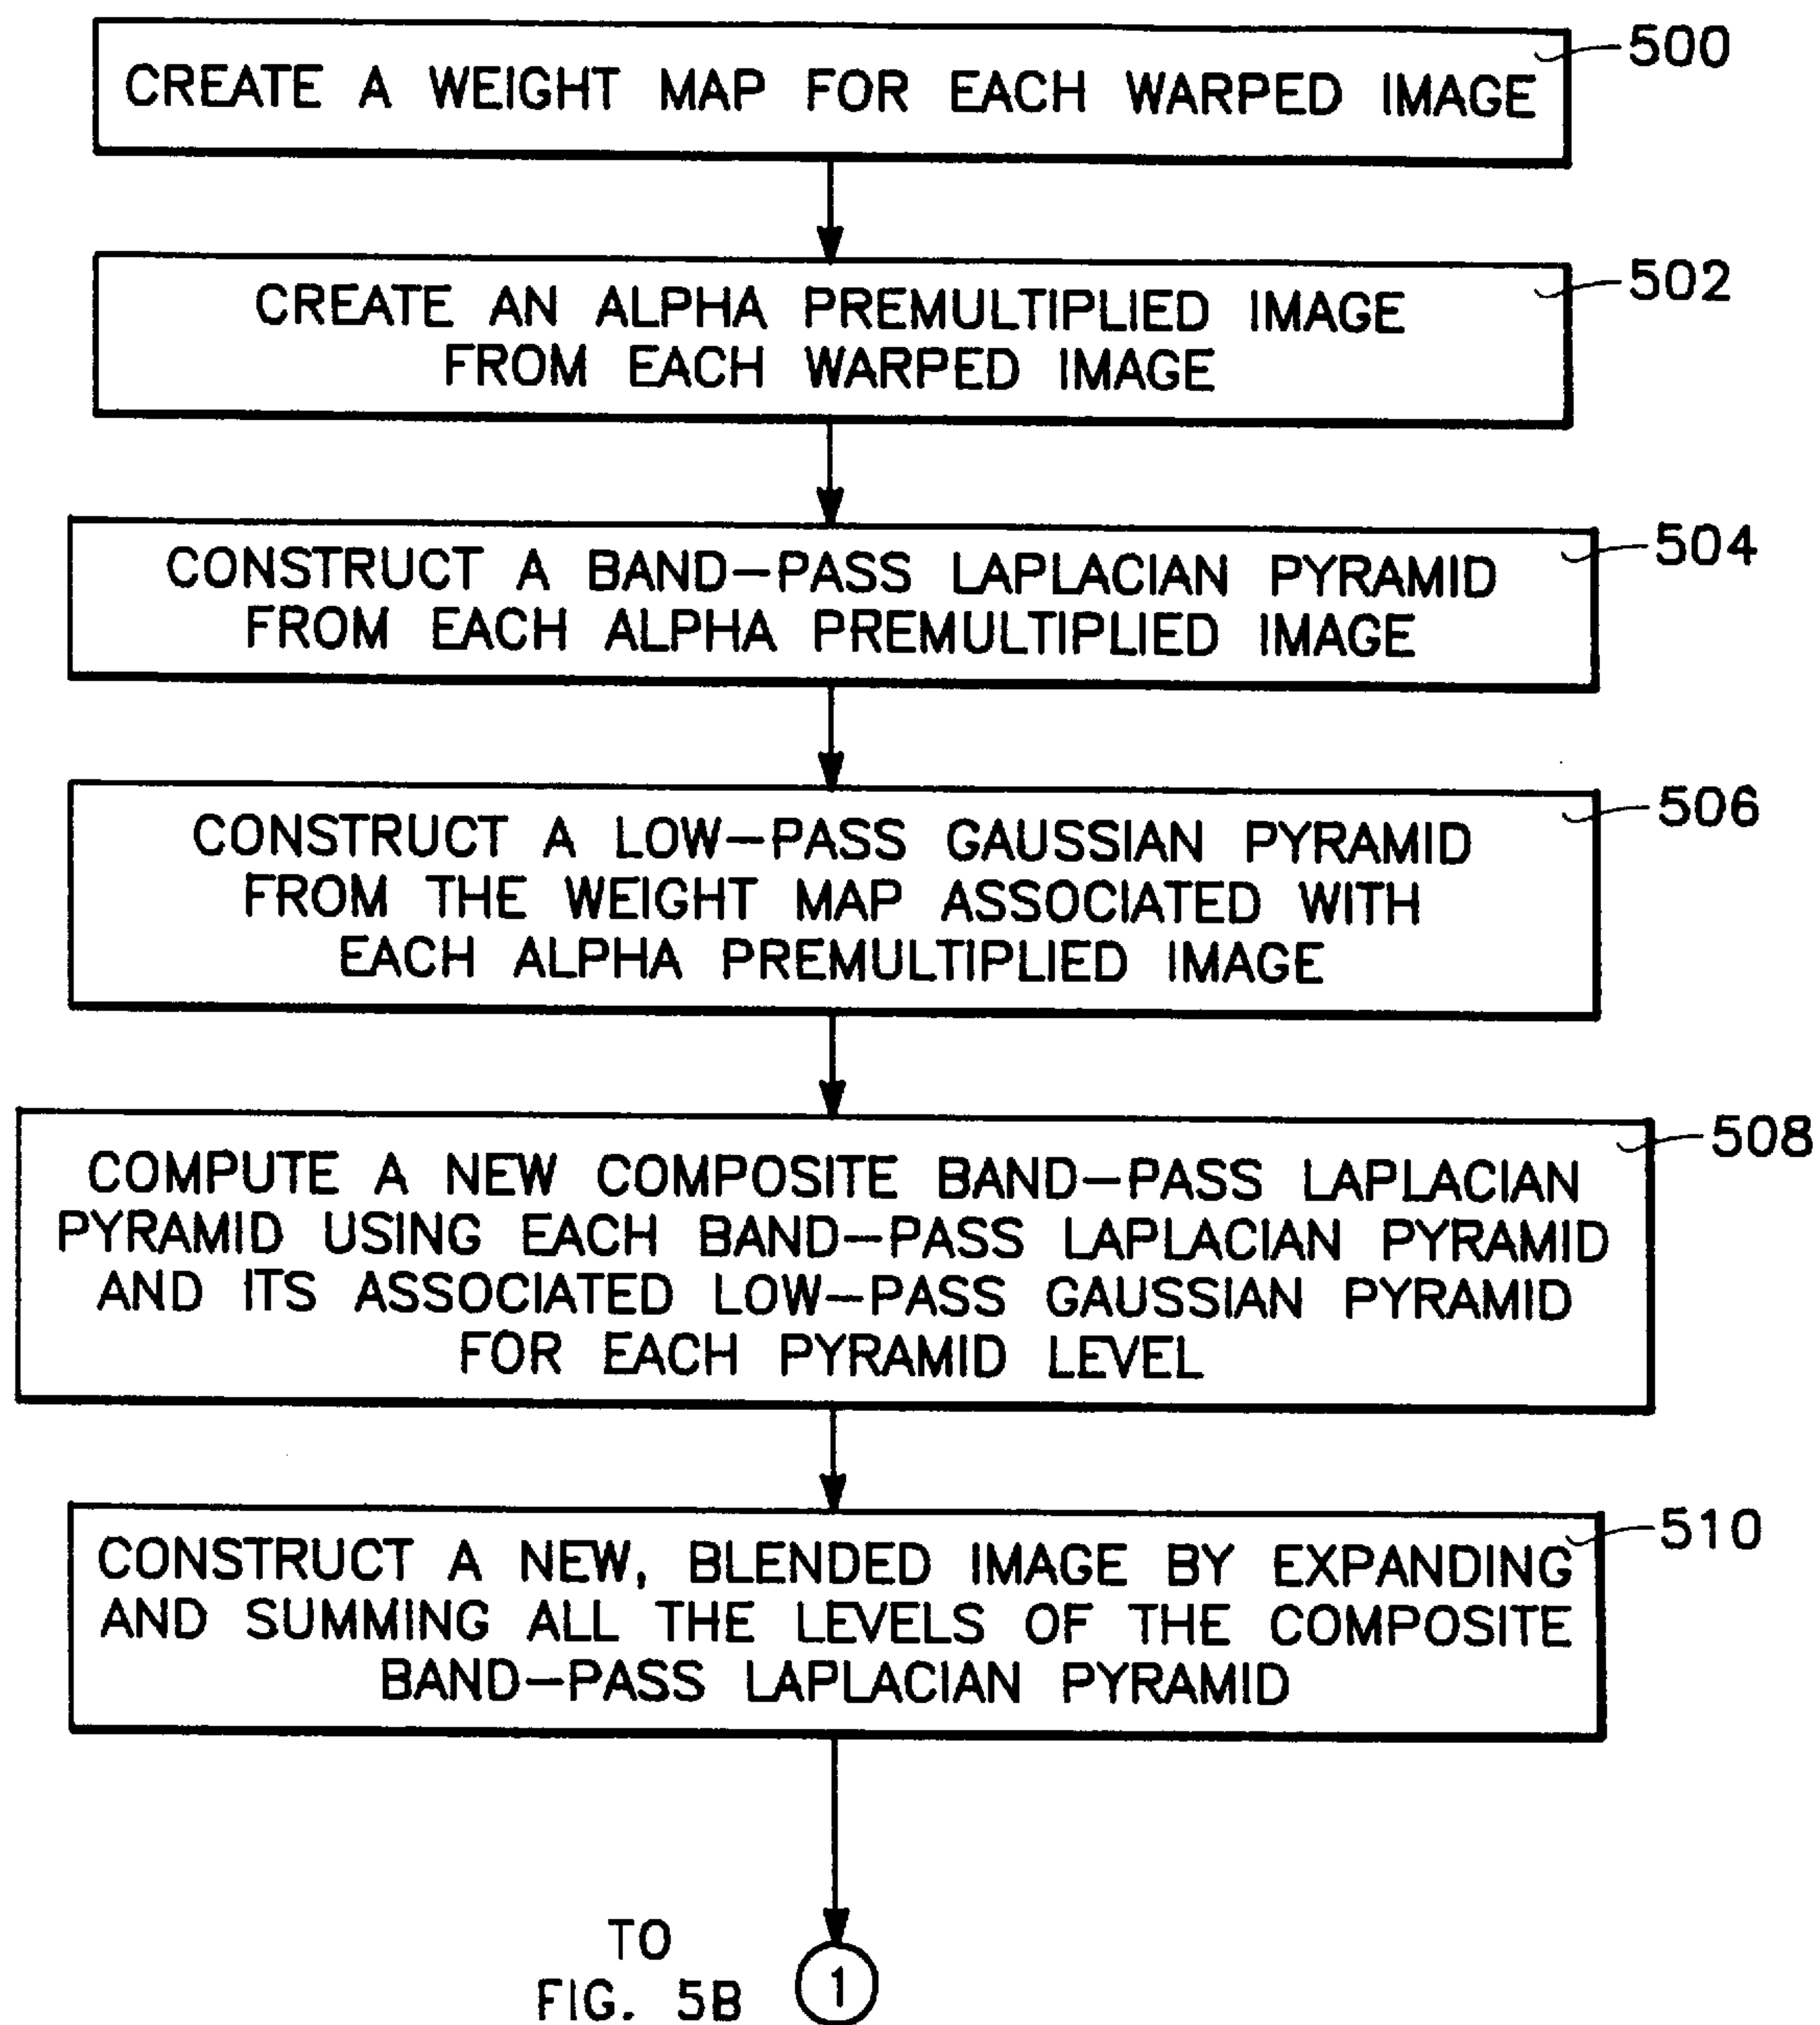 CREATE A WEIGHT MAP FOR EACH WARPED IMAGE
500
CREATE AN ALPHA PREMULTIPLIED IMAGE
FROM EACH WARPED IMAGE
502
CONSTRUCT A BAND-PASS LAPLACIAN PYRAMID
FROM EACH ALPHA PREMULTIPLIED IMAGE
504
CONSTRUCT A LOW-PASS GAUSSIAN PYRAMID
FROM THE WEIGHT MAP ASSOCIATED WITH
EACH ALPHA PREMULTIPLIED IMAGE
506
COMPUTE A NEW COMPOSITE BAND-PASS LAPLACIAN
PYRAMID USING EACH BAND-PASS LAPLACIAN PYRAMID
AND ITS ASSOCIATED LOW-PASS GAUSSIAN PYRAMID
FOR EACH PYRAMID LEVEL
508
CONSTRUCT A NEW, BLENDED IMAGE BY EXPANDING
AND SUMMING ALL THE LEVELS OF THE COMPOSITE
BAND-PASS LAPLACIAN PYRAMID
510
TO
FIG. 5B
1